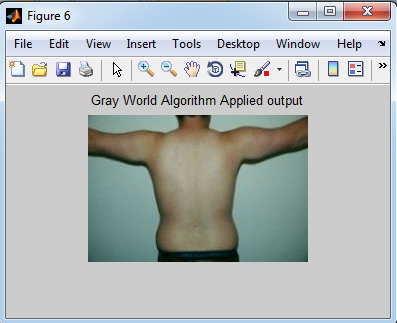 Figure 6
File Edit View Insert Tools Desktop Window Help
Gray World Algorithm Applied output